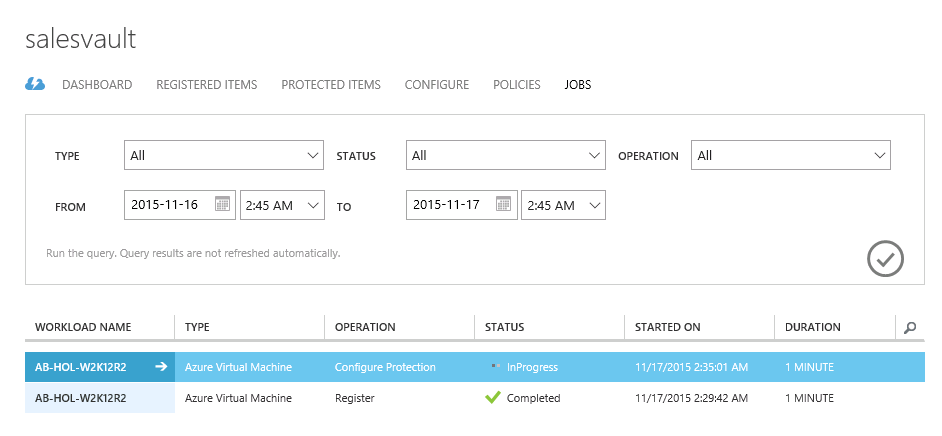 salesvault
DASHBOARD REGISTERED ITEMS PROTECTED ITEMS CONFIGURE POLICIES JOBS
TYPE All STATUS All OPERATION All
FROM 2015-11-16 2:45 AM TO 2015-11-17 2:45 AM
Run the query. Query results are not refreshed automatically.
WORKLOAD NAME TYPE OPERATION STATUS STARTED ON DURATION
AB-HOL-W2K12R2 Azure Virtual Machine Configure Protection InProgress 11/17/2015 2:35:01 AM 1 MINUTE
AB-HOL-W2K12R2 Azure Virtual Machine Register Completed 11/17/2015 2:29:42 AM 1 MINUTE